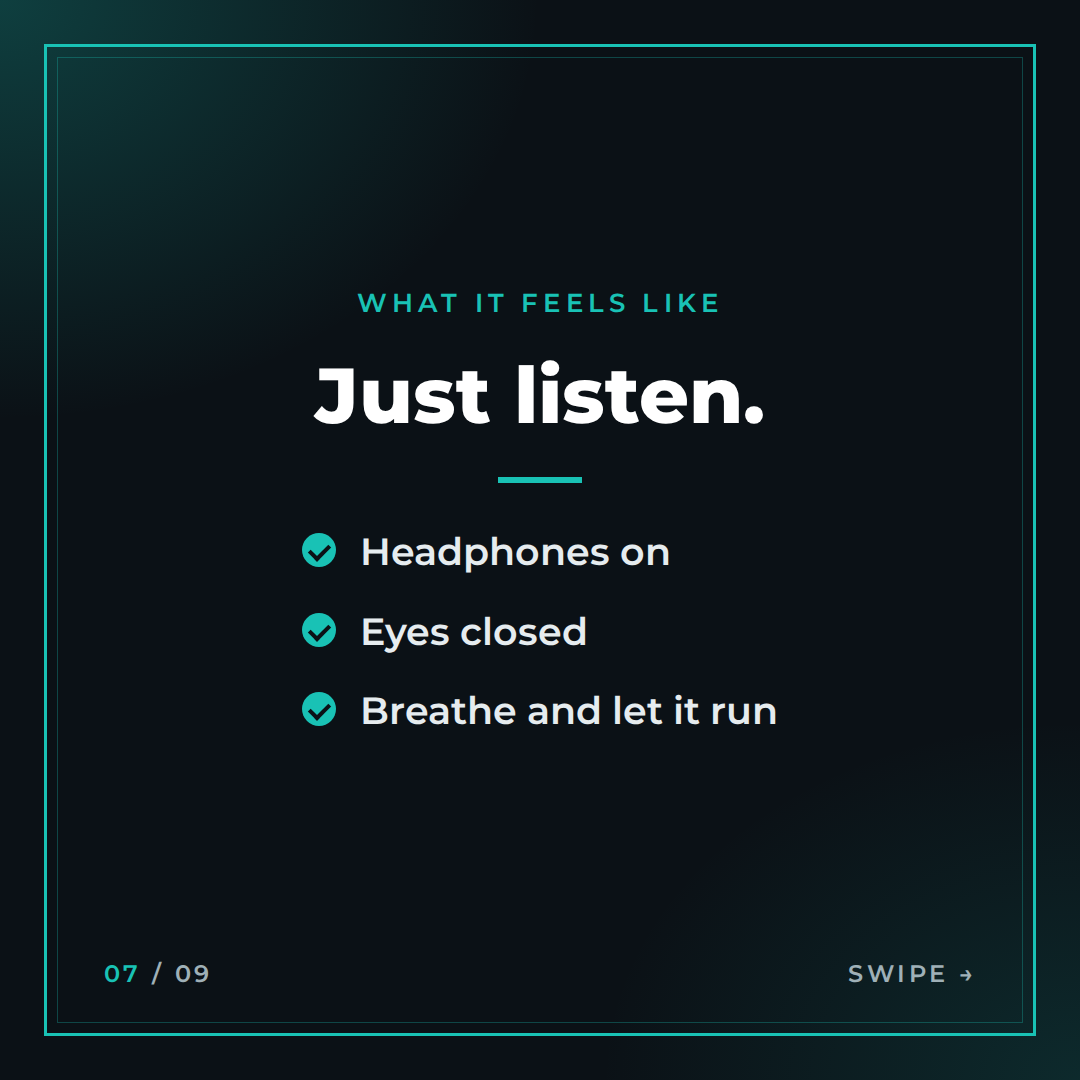 WHAT IT FEELS LIKE
Just listen.
Headphones on
Eyes closed
Breathe and let it run
07 / 09
SWIPE →